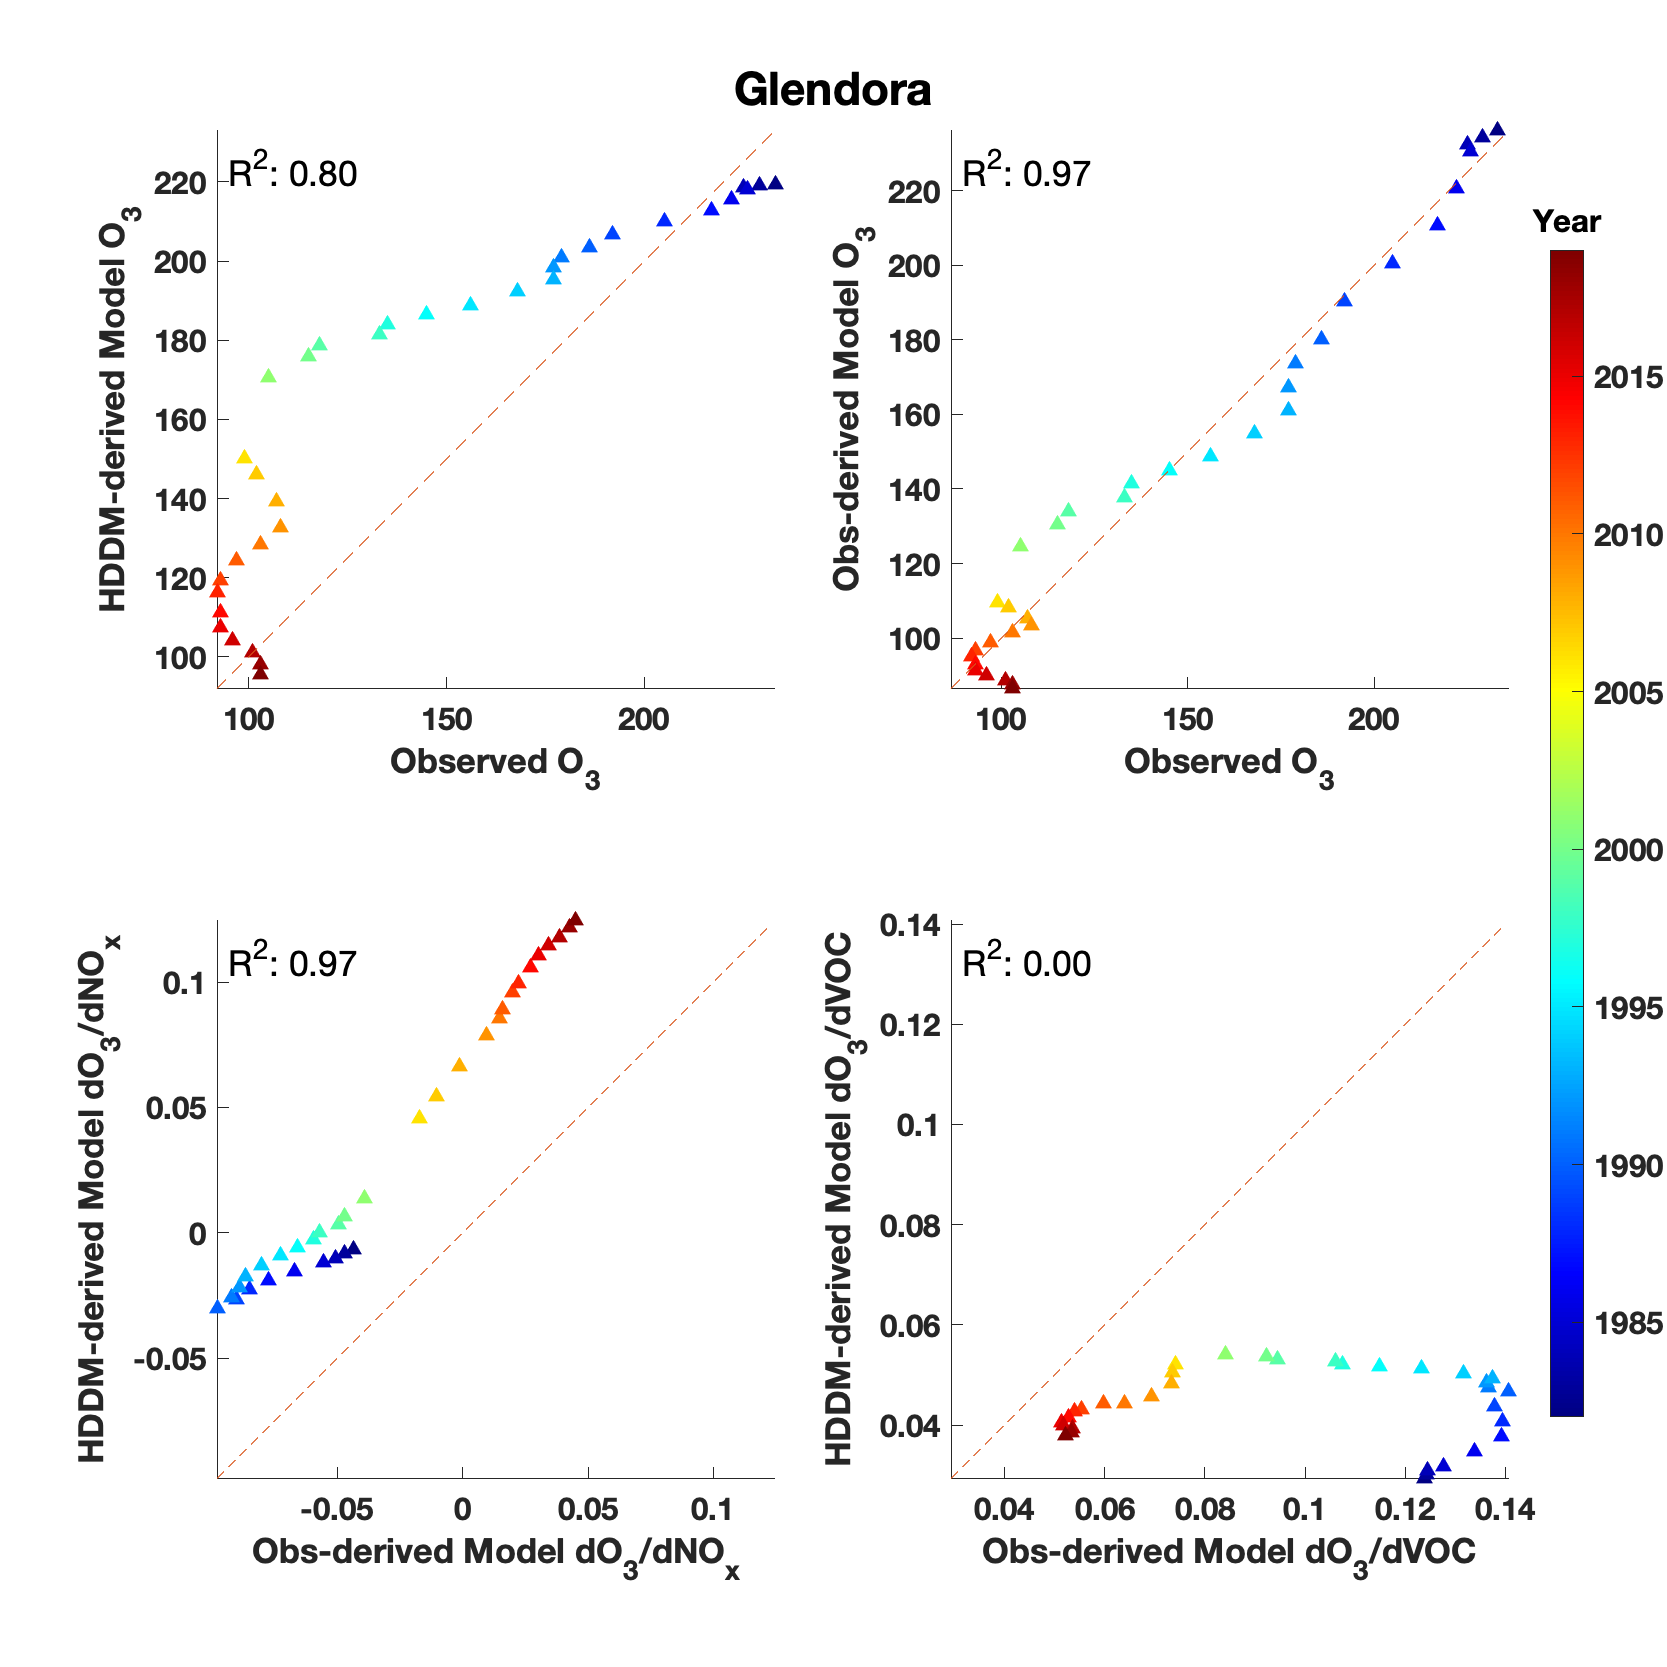 Glendora
R²: 0.80
220
200
180
160
140
120
100
100 150 200
HDDM-derived Model O₃
Observed O₃
R²: 0.97
220
200
180
160
140
120
100
100 150 200
Obs-derived Model O₃
Observed O₃
Year
2015
2010
2005
2000
1995
1990
1985
R²: 0.97
0.1
0.05
0
-0.05
-0.05 0 0.05 0.1
HDDM-derived Model dO₃/dNOₓ
Obs-derived Model dO₃/dNOₓ
R²: 0.00
0.14
0.12
0.1
0.08
0.06
0.04
0.04 0.06 0.08 0.1 0.12 0.14
HDDM-derived Model dO₃/dVOC
Obs-derived Model dO₃/dVOC